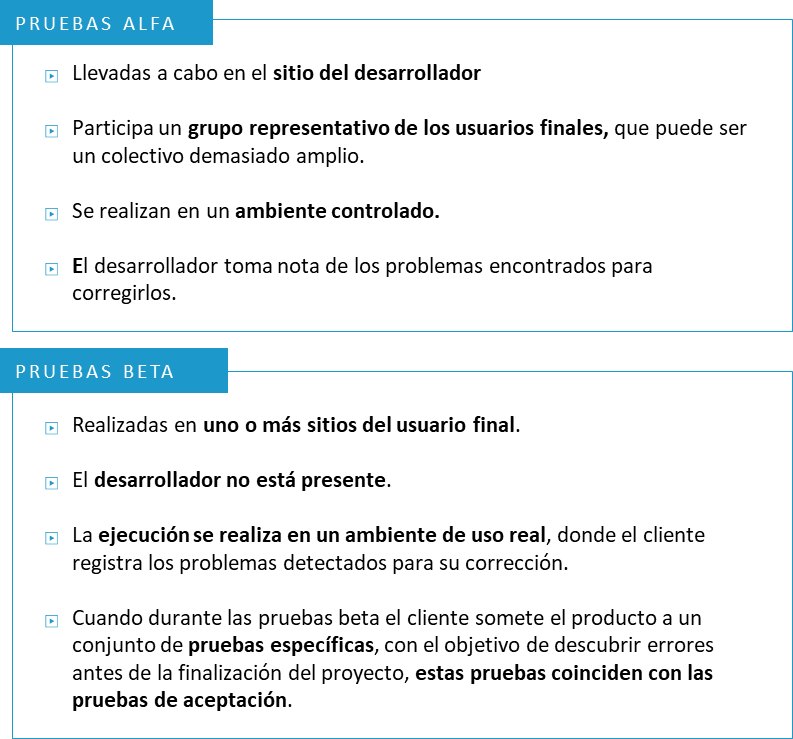 PRUEBAS ALFA
Llevadas a cabo en el sitio del desarrollador
Participa un grupo representativo de los usuarios finales, que puede ser
un colectivo demasiado amplio.
Se realizan en un ambiente controlado.
El desarrollador toma nota de los problemas encontrados para
corregirlos.
PRUEBAS BETA
Realizadas en uno o más sitios del usuario final.
El desarrollador no está presente.
La ejecución se realiza en un ambiente de uso real, donde el cliente
registra los problemas detectados para su corrección.
Cuando durante las pruebas beta el cliente somete el producto a un
conjunto de pruebas específicas, con el objetivo de descubrir errores
antes de la finalización del proyecto, estas pruebas coinciden con las
pruebas de aceptación.